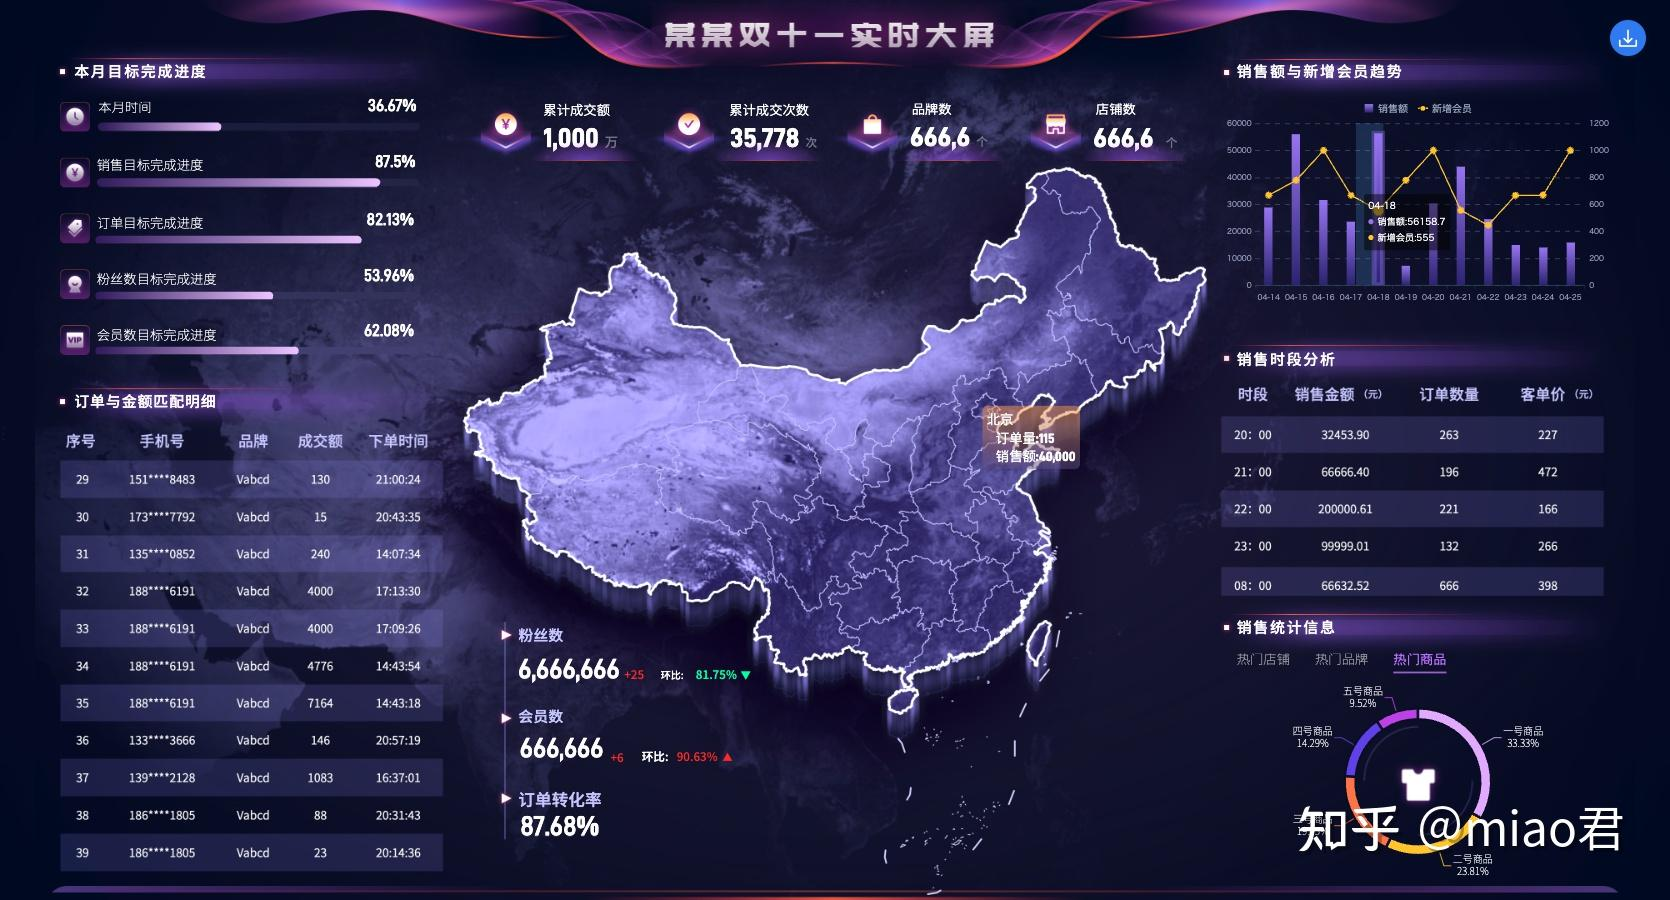 某某双十一实时大屏
本月目标完成进度
本月时间 36.67%
销售目标完成进度 87.5%
订单目标完成进度 82.13%
粉丝数目标完成进度 53.96%
VIP 会员数目标完成进度 62.08%
订单与金额匹配明细
序号 手机号 品牌 成交额 下单时间
29 151****8483 Vabcd 130 21:00:24
30 173****7792 Vabcd 15 20:43:35
31 135****0852 Vabcd 240 14:07:34
32 188****6191 Vabcd 4000 17:13:30
33 188****6191 Vabcd 4000 17:09:26
34 188****6191 Vabcd 4776 14:43:54
35 188****6191 Vabcd 7164 14:43:18
36 133****3666 Vabcd 146 20:57:19
37 139****2128 Vabcd 1083 16:37:01
38 186****1805 Vabcd 88 20:31:43
39 186****1805 Vabcd 23 20:14:36
¥ 累计成交额
1,000 万
累计成交次数
35,778 次
品牌数
666,6 个
店铺数
666,6 个
北京
订单量:115
销售额:40,000
粉丝数
6,666,666 +25 环比: 81.75% ▼
会员数
666,666 +6 环比: 90.63% ▲
订单转化率
87.68%
销售额与新增会员趋势
销售额 新增会员
60000 1200
50000 1000
40000 800
30000 600
20000 400
10000 200
0 0
04-18
销售额:56158.7
新增会员:555
04-14 04-15 04-16 04-17 04-18 04-19 04-20 04-21 04-22 04-23 04-24 04-25
销售时段分析
时段 销售金额 (元) 订单数量 客单价 (元)
20: 00 32453.90 263 227
21: 00 66666.40 196 472
22: 00 200000.61 221 166
23: 00 99999.01 132 266
08: 00 66632.52 666 398
销售统计信息
热门店铺 热门品牌 热门商品
五号商品
9.52%
四号商品
14.29%
一号商品
33.33%
二号商品
23.81%
知乎 @miao君